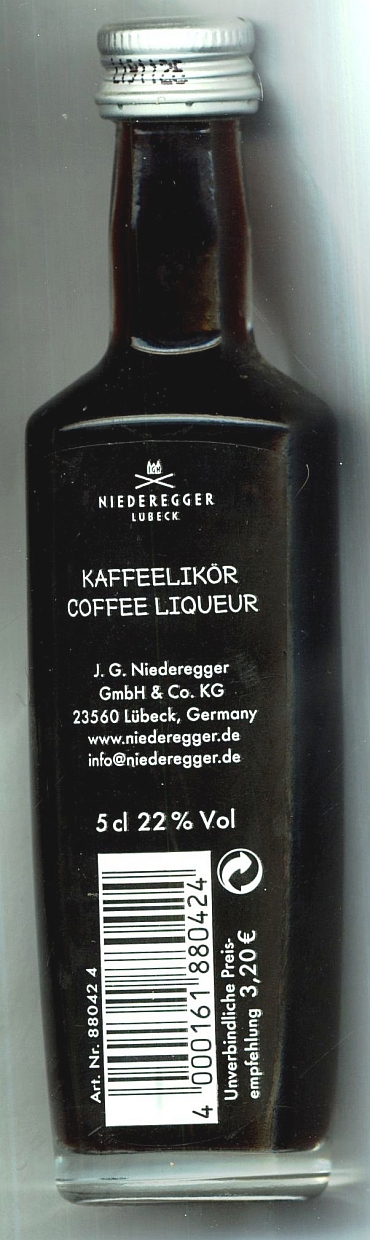 NIEDEREGGER
LÜBECK
KAFFEELIKÖR
COFFEE LIQUEUR
J. G. Niederegger
GmbH & Co. KG
23560 Lübeck, Germany
www.niederegger.de
info@niederegger.de
5 cl 22 % Vol
Art. Nr. 88042 4
4 000161 880424
Unverbindliche Preis-
empfehlung 3,20 €